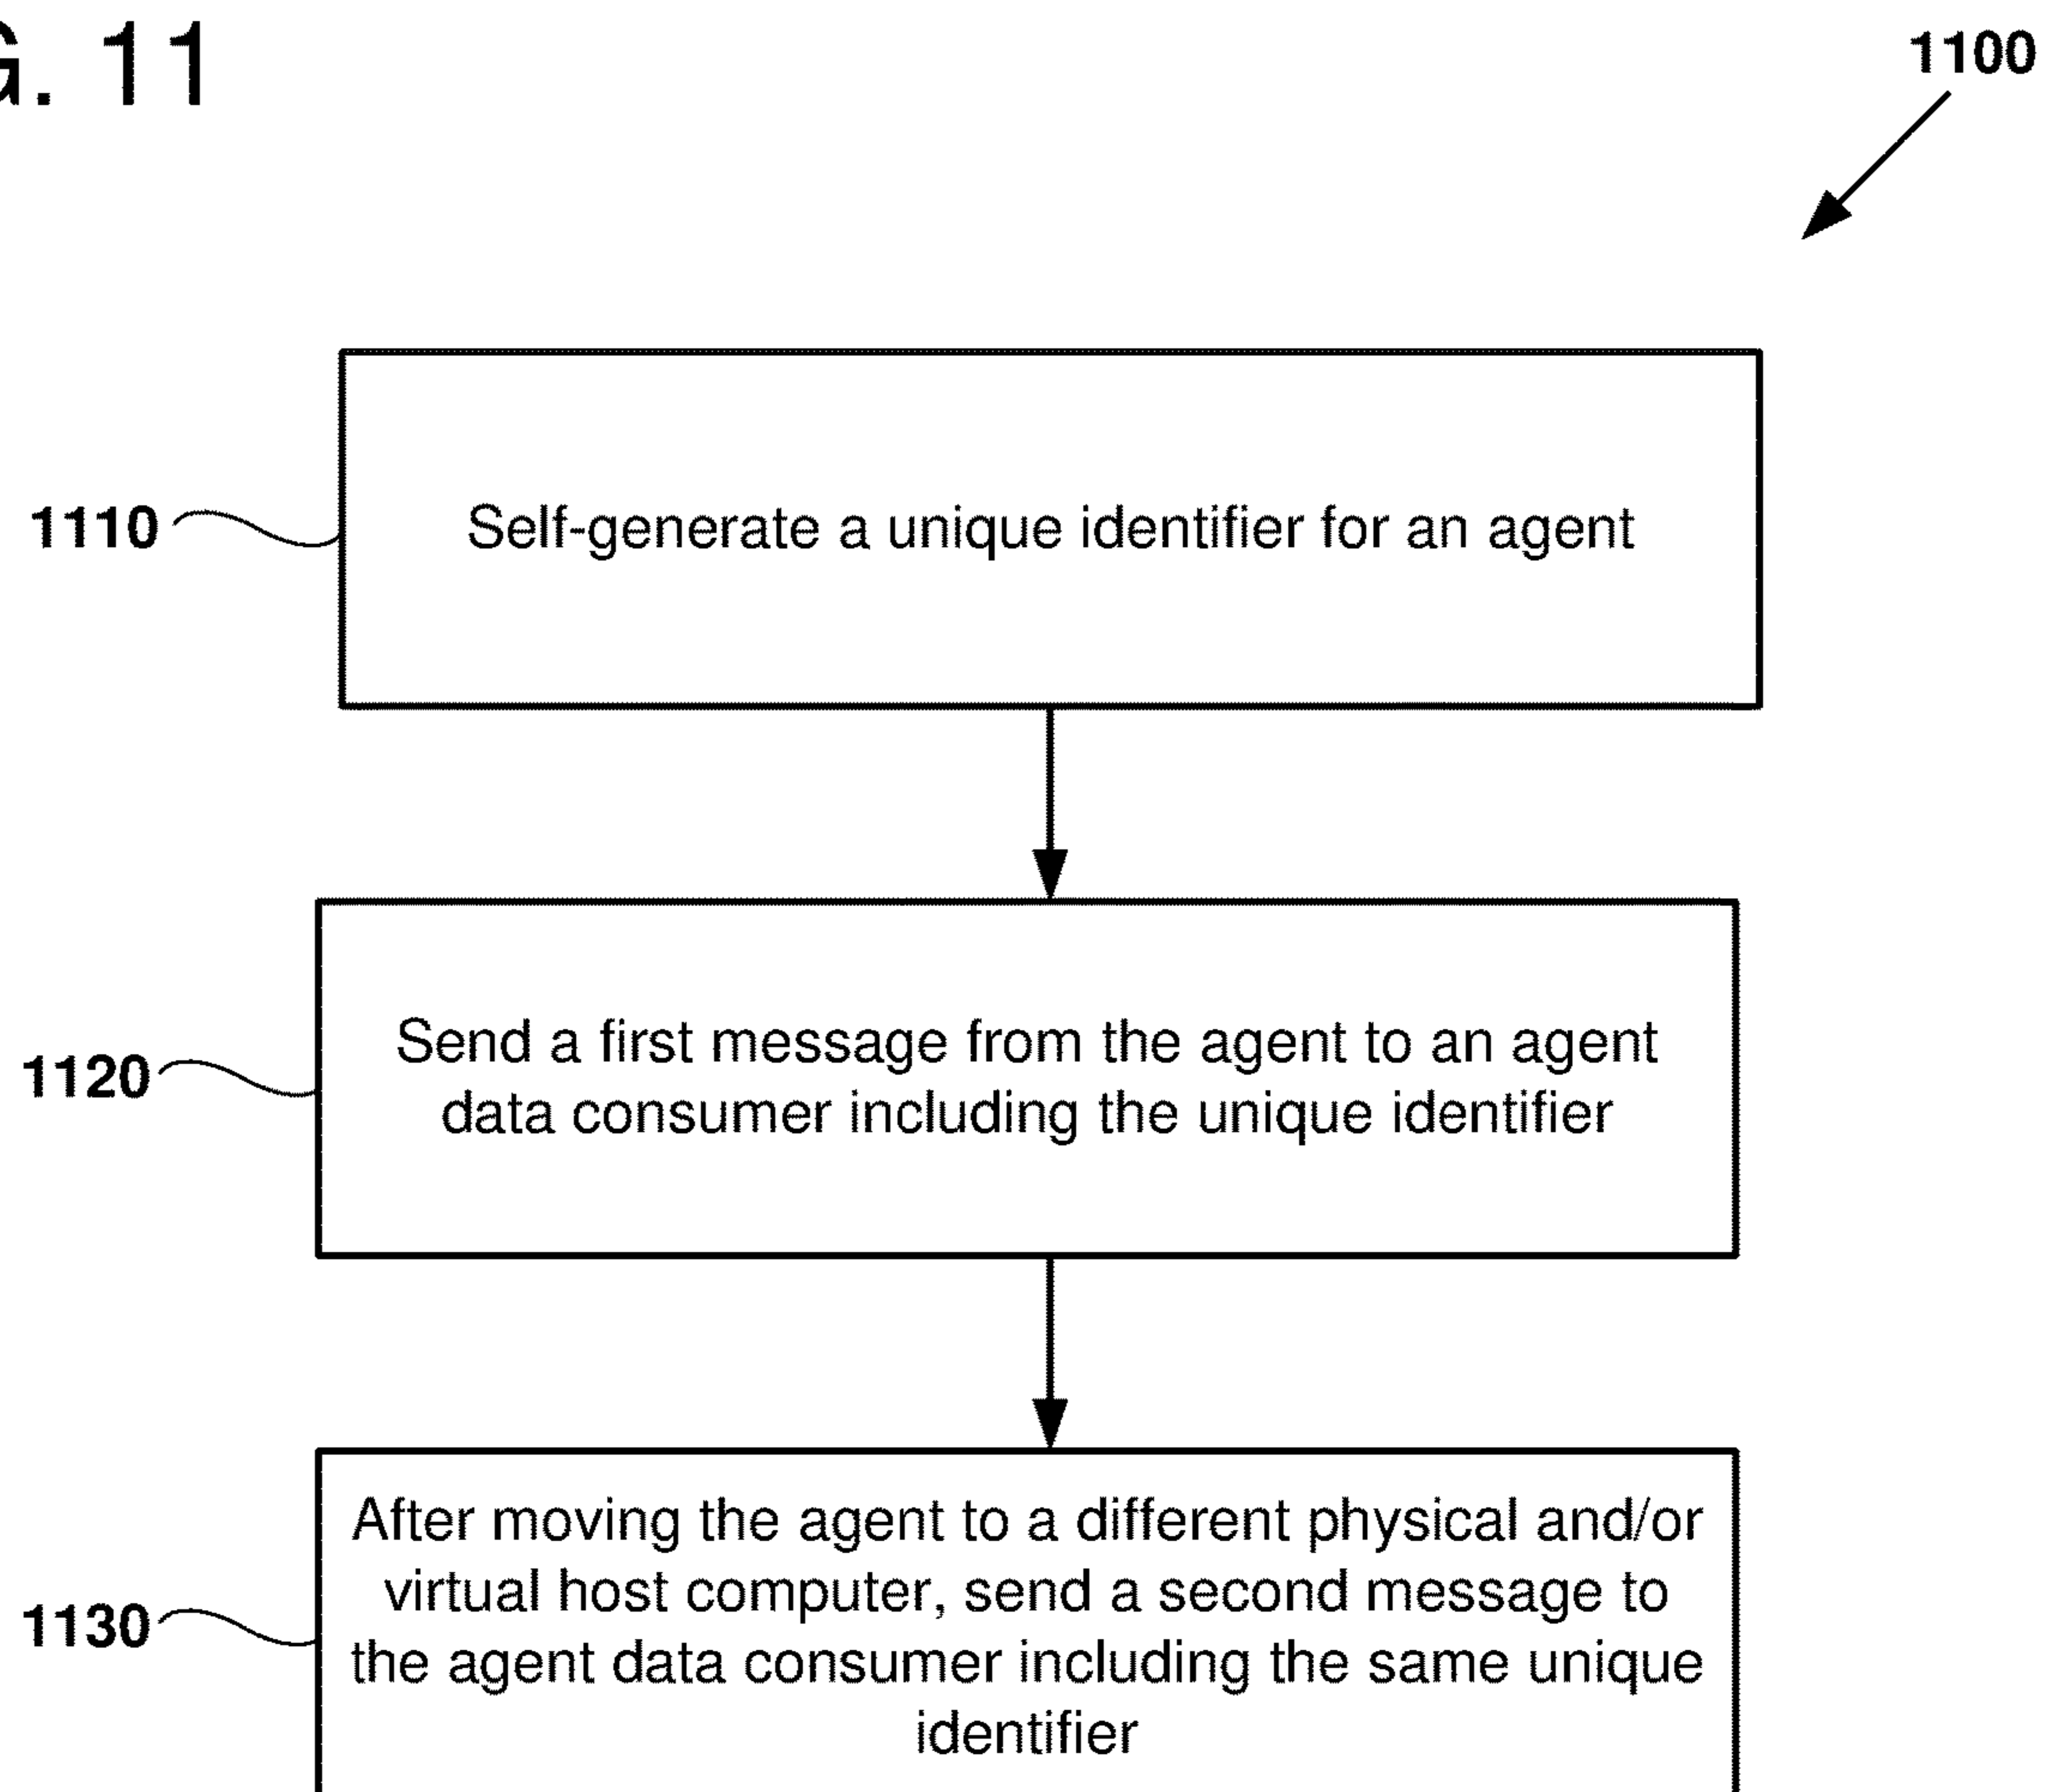 G. 11
1100
1110
Self-generate a unique identifier for an agent
1120
Send a first message from the agent to an agent
data consumer including the unique identifier
1130
After moving the agent to a different physical and/or
virtual host computer, send a second message to
the agent data consumer including the same unique
identifier